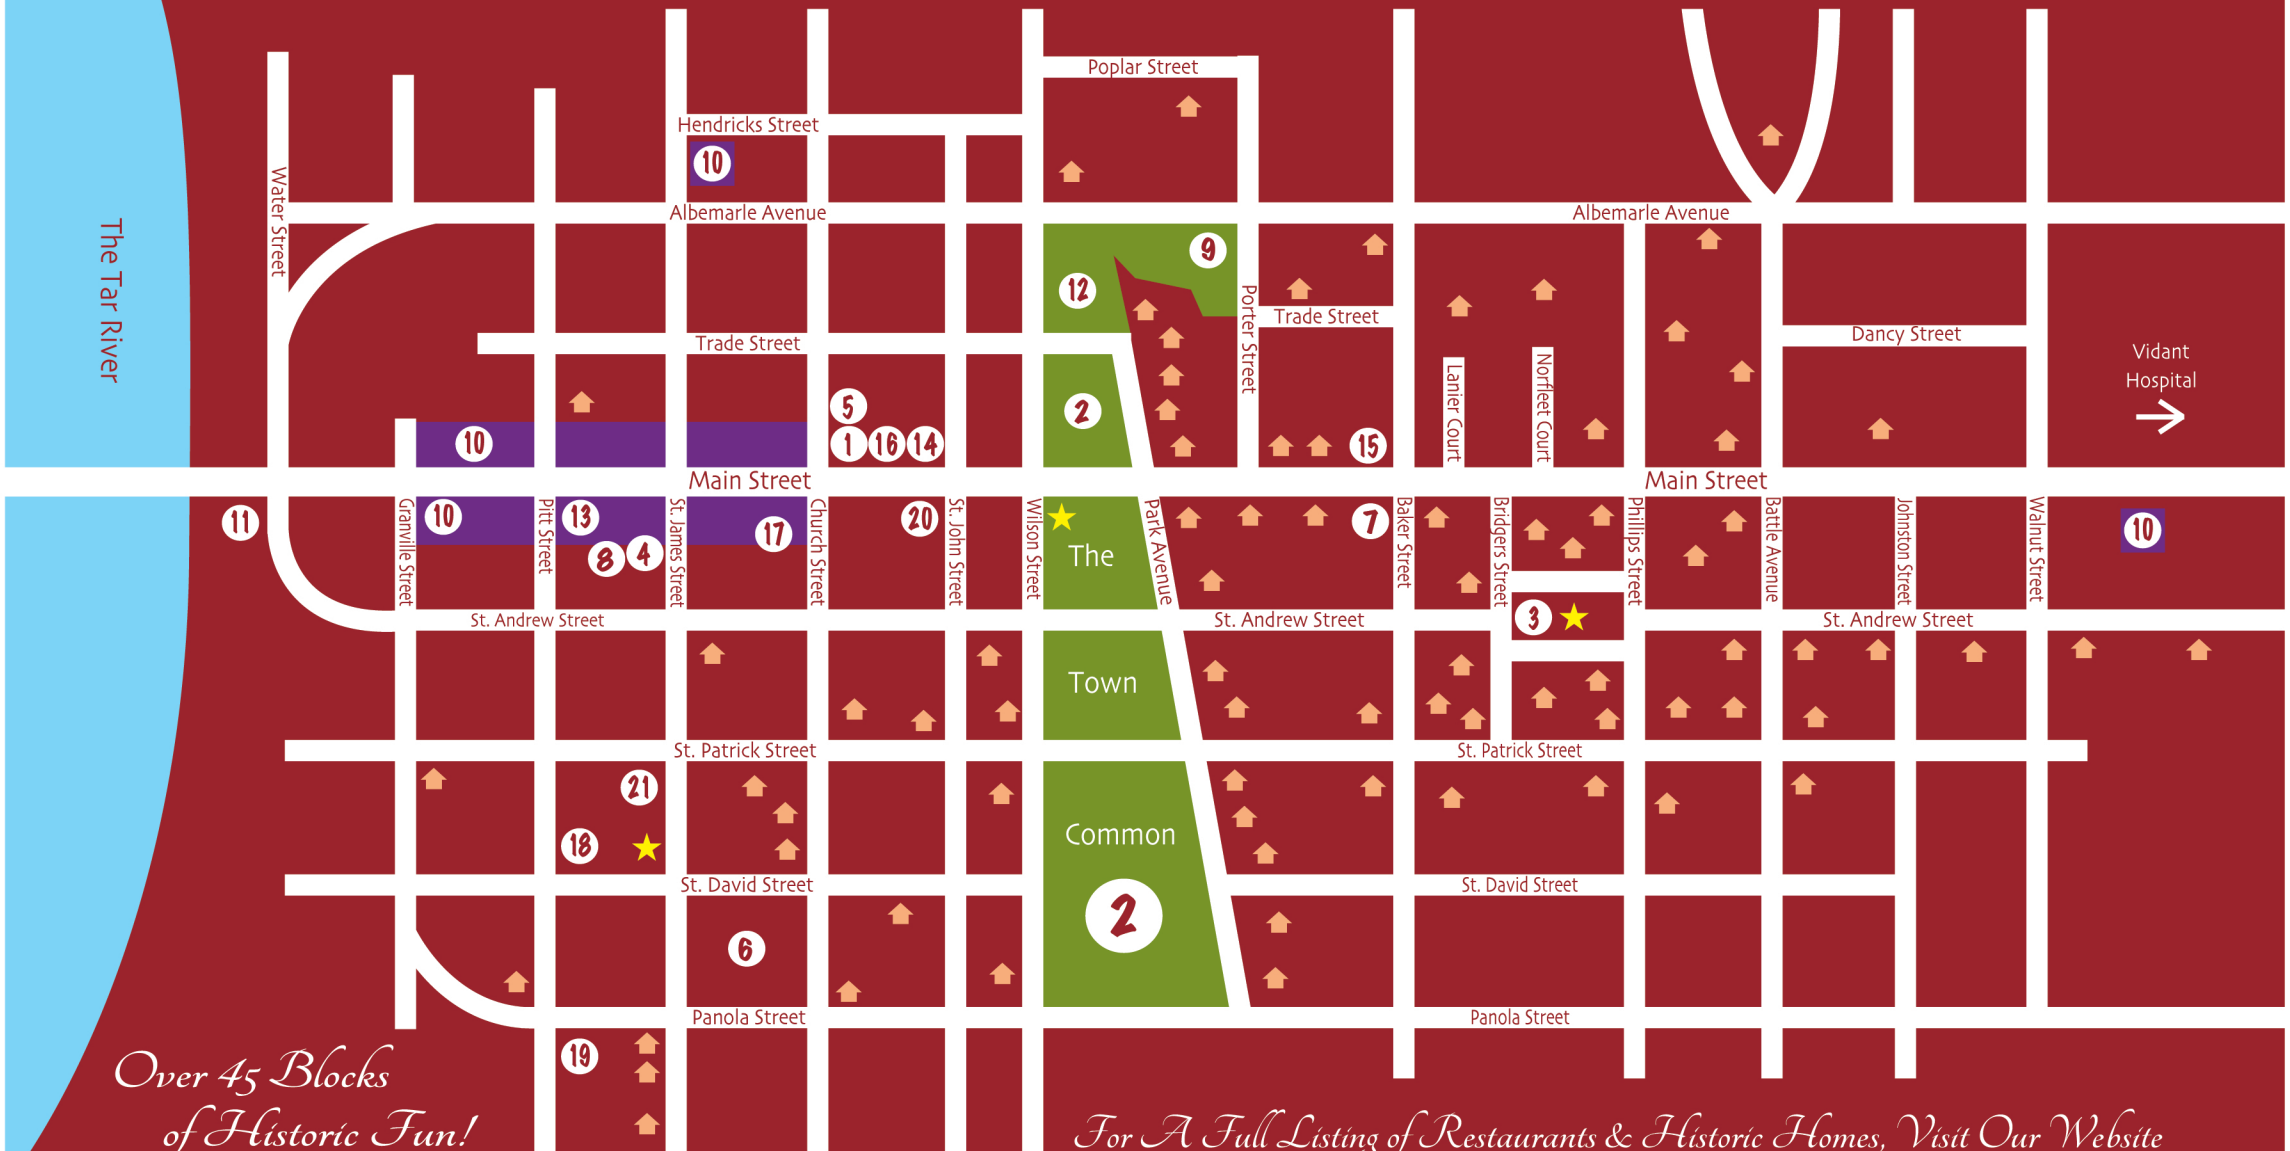 Poplar Street
Hendricks Street
10
Albemarle Avenue
Albemarle Avenue
Water Street
The Tar River
9
12
Porter Street
Trade Street
Trade Street
Dancy Street
Vidant
Hospital
Lanier Court
Norfleet Court
5
2
10
1
16
14
15
Main Street
Main Street
11
Granville Street
10
Pitt Street
13
8
4
St. James Street
17
Church Street
20
St. John Street
Wilson Street
The
Park Avenue
7
Baker Street
Bridgers Street
Phillips Street
Battle Avenue
Johnston Street
Walnut Street
10
3
St. Andrew Street
St. Andrew Street
St. Andrew Street
Town
St. Patrick Street
St. Patrick Street
21
18
Common
St. David Street
St. David Street
2
6
Panola Street
Panola Street
19
Over 45 Blocks
of Historic Fun!
For A Full Listing of Restaurants & Historic Homes, Visit Our Website